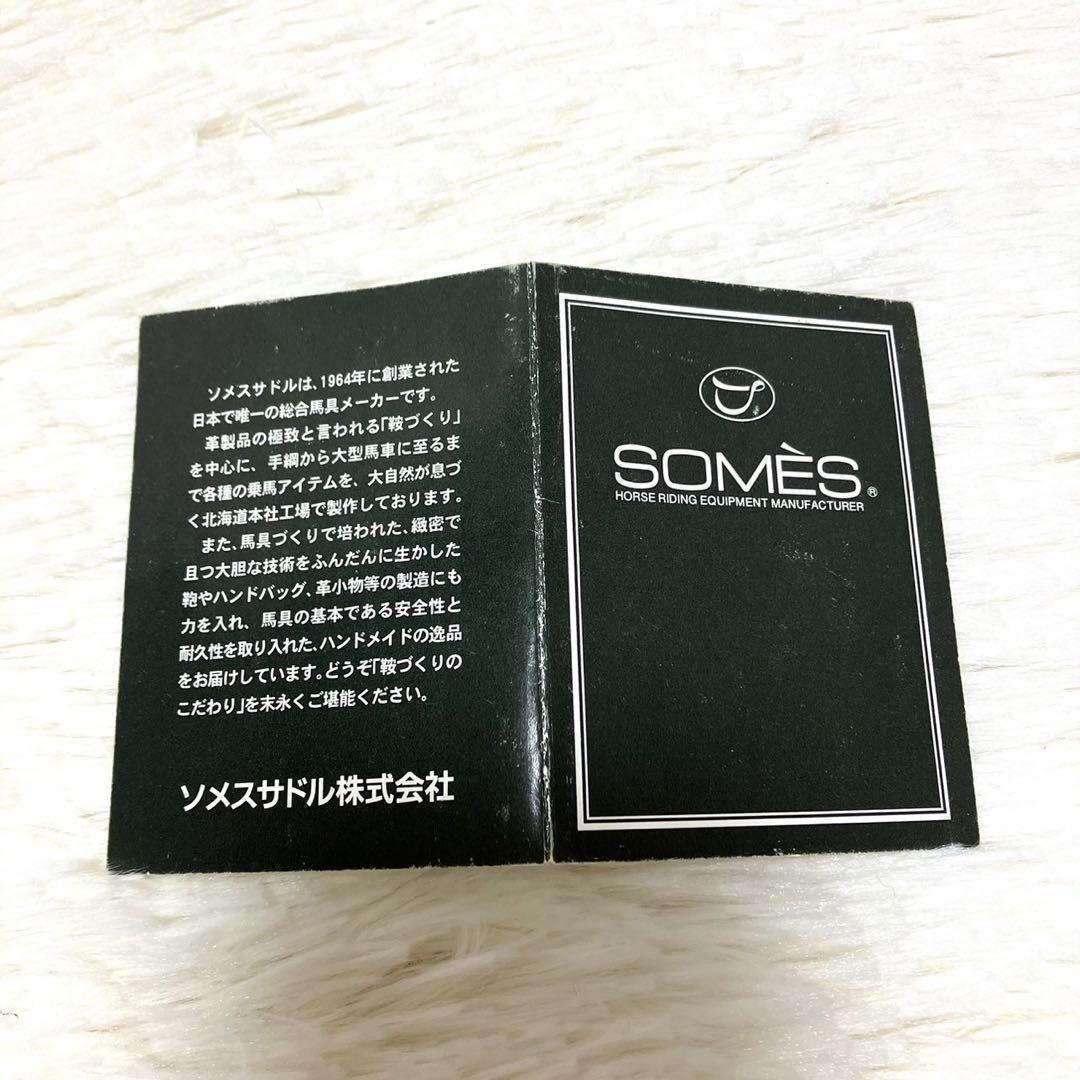 ソメスサドルは、1964年に創業された
日本で唯一の総合馬具メーカーです。
革製品の極致と言われる「鞍づくり」
を中心に、手綱から大型馬車に至るま
で各種の乗馬アイテムを、大自然が息づ
く北海道本社工場で製作しております。
また、馬具づくりで培われた、緻密で
且つ大胆な技術をふんだんに生かした
鞄やハンドバッグ、革小物等の製造にも
力を入れ、馬具の基本である安全性と
耐久性を取り入れた、ハンドメイドの逸品
をお届けしています。どうぞ「鞍づくりの
こだわり」を末永くご堪能ください。
ソメスサドル株式会社
SOMÈS®
HORSE RIDING EQUIPMENT MANUFACTURER